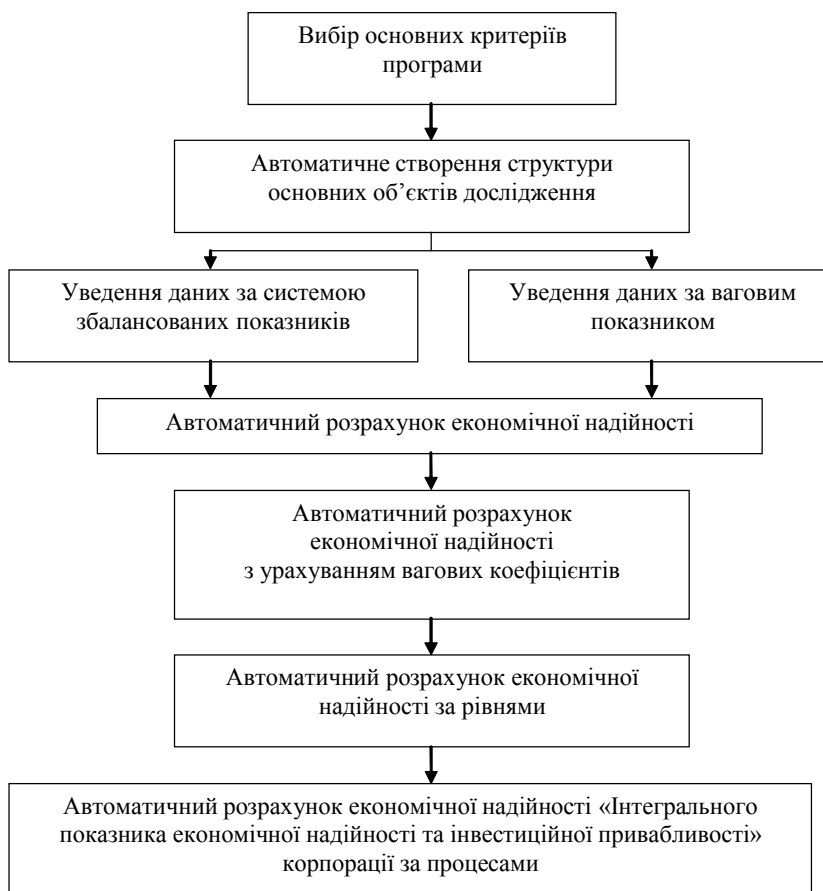 Вибір основних критеріїв
програми
Автоматичне створення структури
основних об’єктів дослідження
Уведення даних за системою
збалансованих показників
Уведення даних за ваговим
показником
Автоматичний розрахунок економічної надійності
Автоматичний розрахунок
економічної надійності
з урахуванням вагових коефіцієнтів
Автоматичний розрахунок економічної
надійності за рівнями
Автоматичний розрахунок економічної надійності «Інтегрального
показника економічної надійності та інвестиційної привабливості»
корпорації за процесами